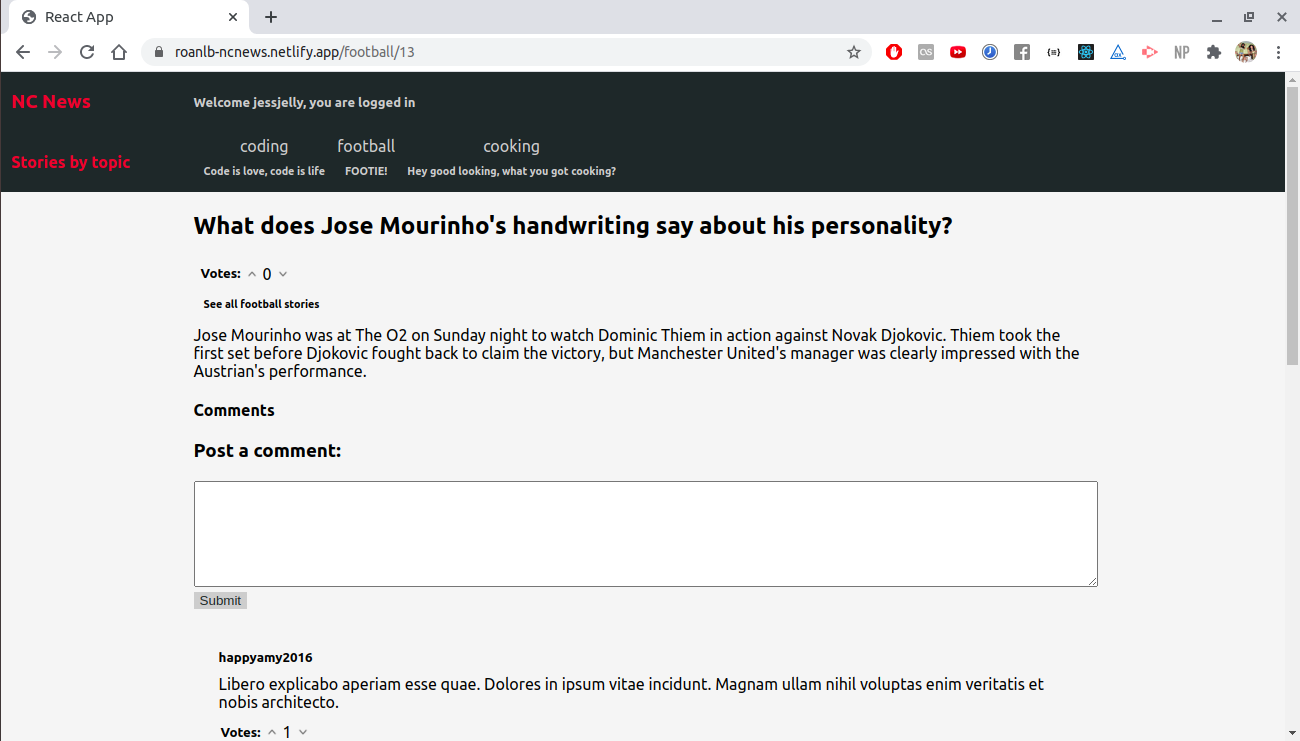 React App
roanlb-ncnews.netlify.app/football/13
NP
NC News
Welcome jessjelly, you are logged in
Stories by topic
coding
football
cooking
Code is love, code is life
FOOTIE!
Hey good looking, what you got cooking?
What does Jose Mourinho's handwriting say about his personality?
Votes: 0
See all football stories
Jose Mourinho was at The O2 on Sunday night to watch Dominic Thiem in action against Novak Djokovic. Thiem took the
first set before Djokovic fought back to claim the victory, but Manchester United's manager was clearly impressed with the
Austrian's performance.
Comments
Post a comment:
Submit
happyamy2016
Libero explicabo aperiam esse quae. Dolores in ipsum vitae incidunt. Magnam ullam nihil voluptas enim veritatis et
nobis architecto.
Votes: 1